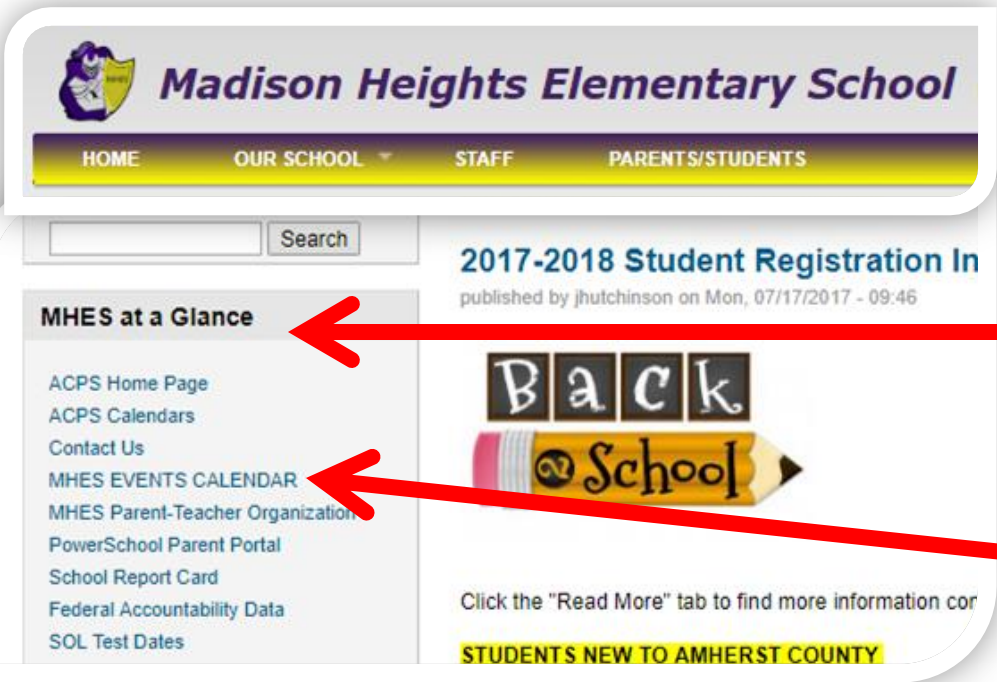 Madison Heights Elementary School
HOME OUR SCHOOL STAFF PARENTS/STUDENTS
Search
MHES at a Glance
ACPS Home Page
ACPS Calendars
Contact Us
MHES EVENTS CALENDAR
MHES Parent-Teacher Organization
PowerSchool Parent Portal
School Report Card
Federal Accountability Data
SOL Test Dates
2017-2018 Student Registration In
published by jhutchinson on Mon, 07/17/2017 - 09:46
Back
2 School
Click the "Read More" tab to find more information con
STUDENTS NEW TO AMHERST COUNTY